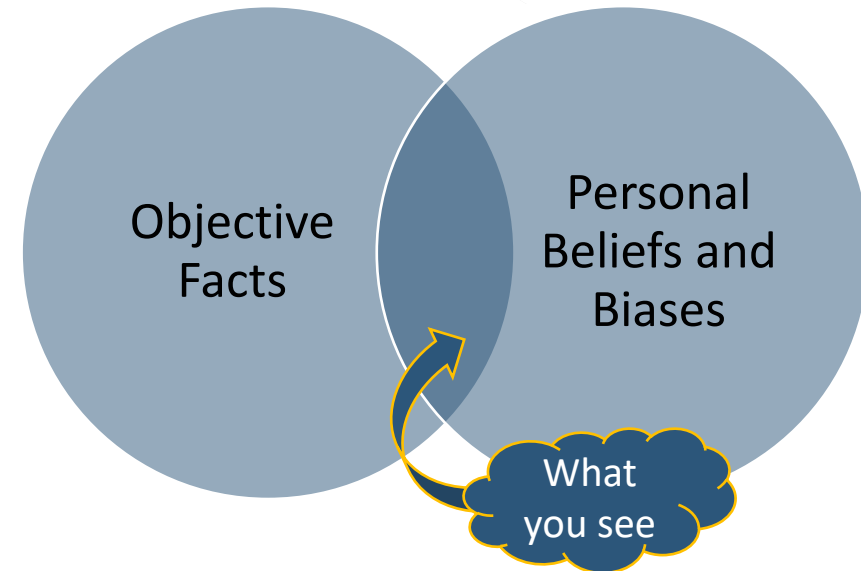 Objective
Facts
Personal
Beliefs and
Biases
What
you see